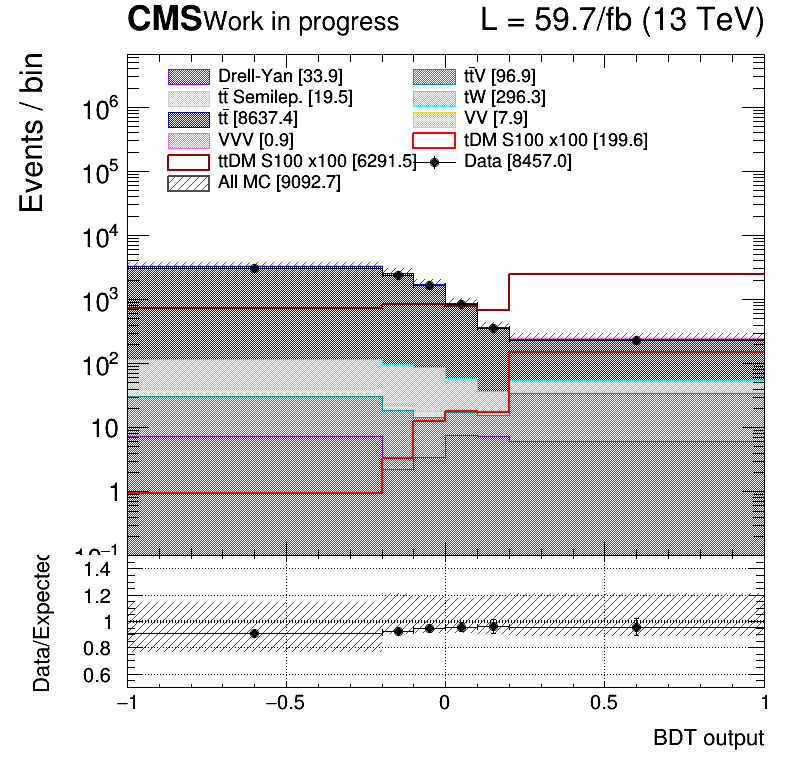 CMS Work in progress L = 59.7/fb (13 TeV)
Events / bin
Drell-Yan [33.9] tt̄V [96.9]
tt̄ Semilep. [19.5] tW [296.3]
tt̄ [8637.4] VV [7.9]
VVV [0.9] tDM S100 x100 [199.6]
ttDM S100 x100 [6291.5] Data [8457.0]
All MC [9092.7]
10⁶
10⁵
10⁴
10³
10²
10
1
10⁻¹
Data/Expected
1.4
1.2
1
0.8
0.6
−1 −0.5 0 0.5 1
BDT output